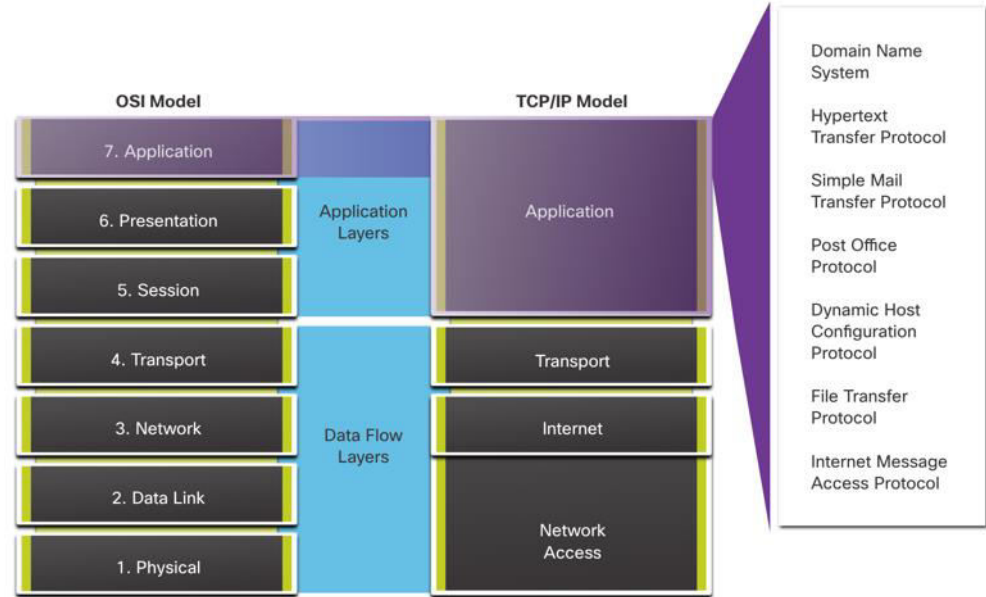 OSI Model
7. Application
6. Presentation
5. Session
4. Transport
3. Network
2. Data Link
1. Physical
Application
Layers
Data Flow
Layers
TCP/IP Model
Application
Transport
Internet
Network
Access
Domain Name
System
Hypertext
Transfer Protocol
Simple Mail
Transfer Protocol
Post Office
Protocol
Dynamic Host
Configuration
Protocol
File Transfer
Protocol
Internet Message
Access Protocol